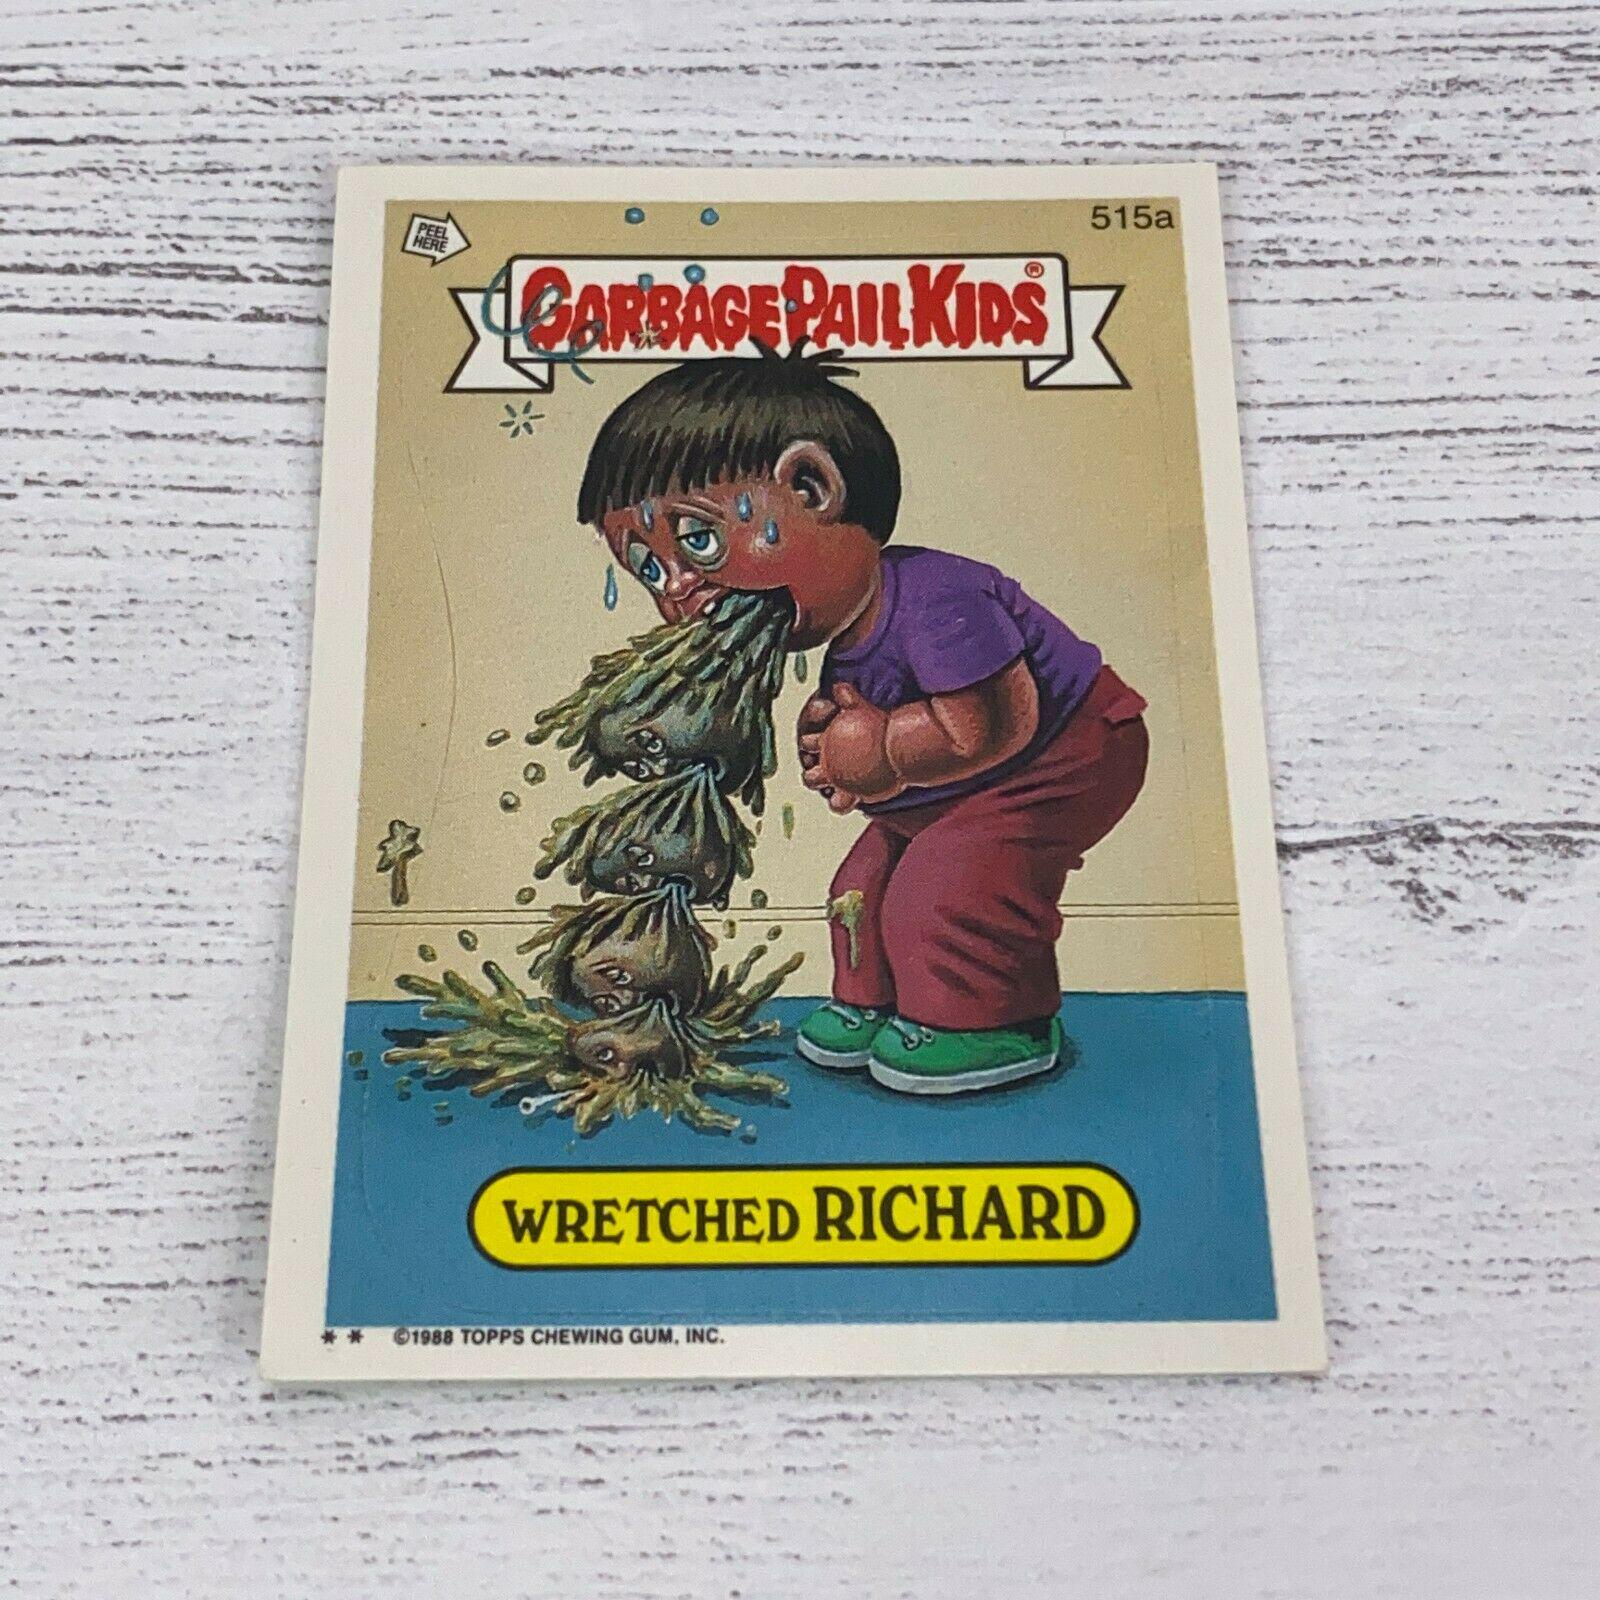 PEEL
HERE
515a
GARBAGE PAIL KIDS®
WRETCHED RICHARD
** ©1988 TOPPS CHEWING GUM, INC.